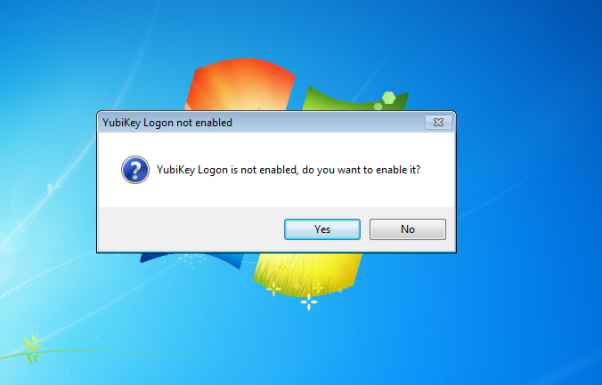 YubiKey Logon not enabled
YubiKey Logon is not enabled, do you want to enable it?
Yes
No